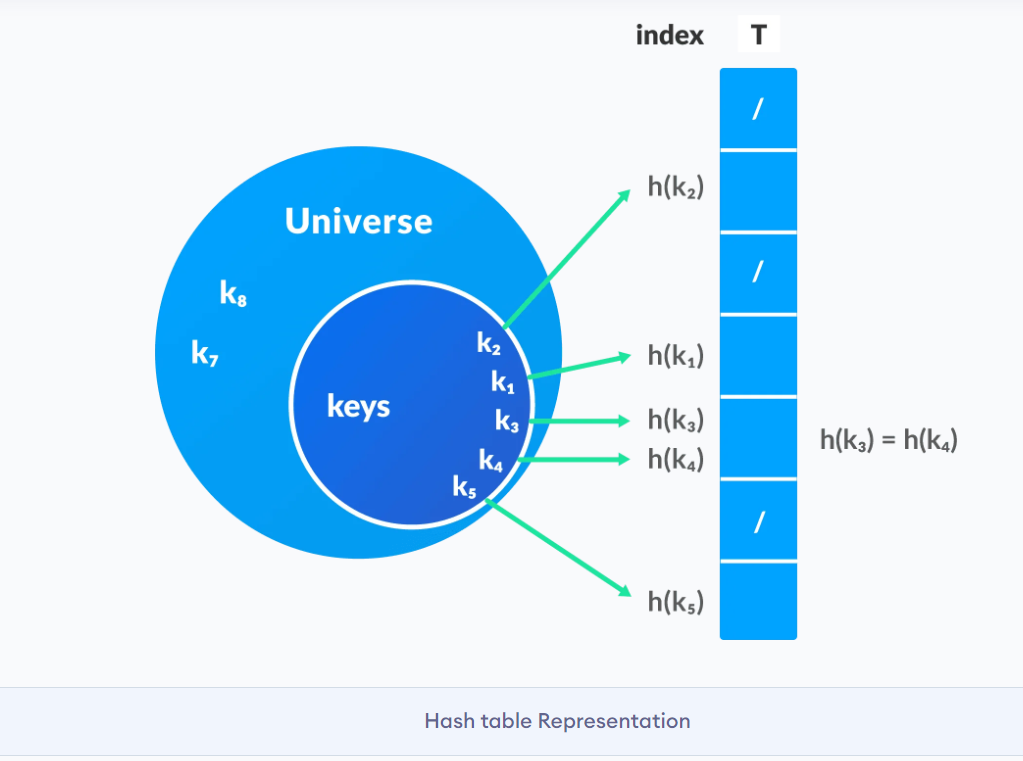 index T
/
h(k₂)
Universe
/
k₈
k₂
k₇
h(k₁)
k₁
keys
k₃
h(k₃)
h(k₃) = h(k₄)
k₄
h(k₄)
k₅
/
h(k₅)
Hash table Representation